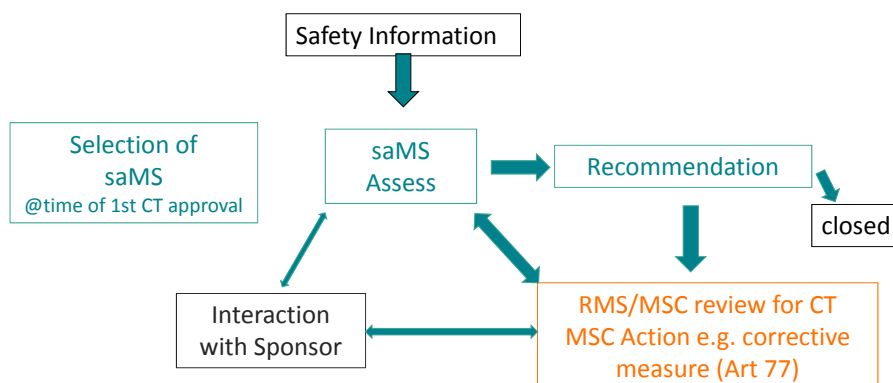 Safety Information
Selection of
saMS
@time of 1st CT approval
saMS
Assess
Recommendation
closed
Interaction
with Sponsor
RMS/MSC review for CT
MSC Action e.g. corrective
measure (Art 77)